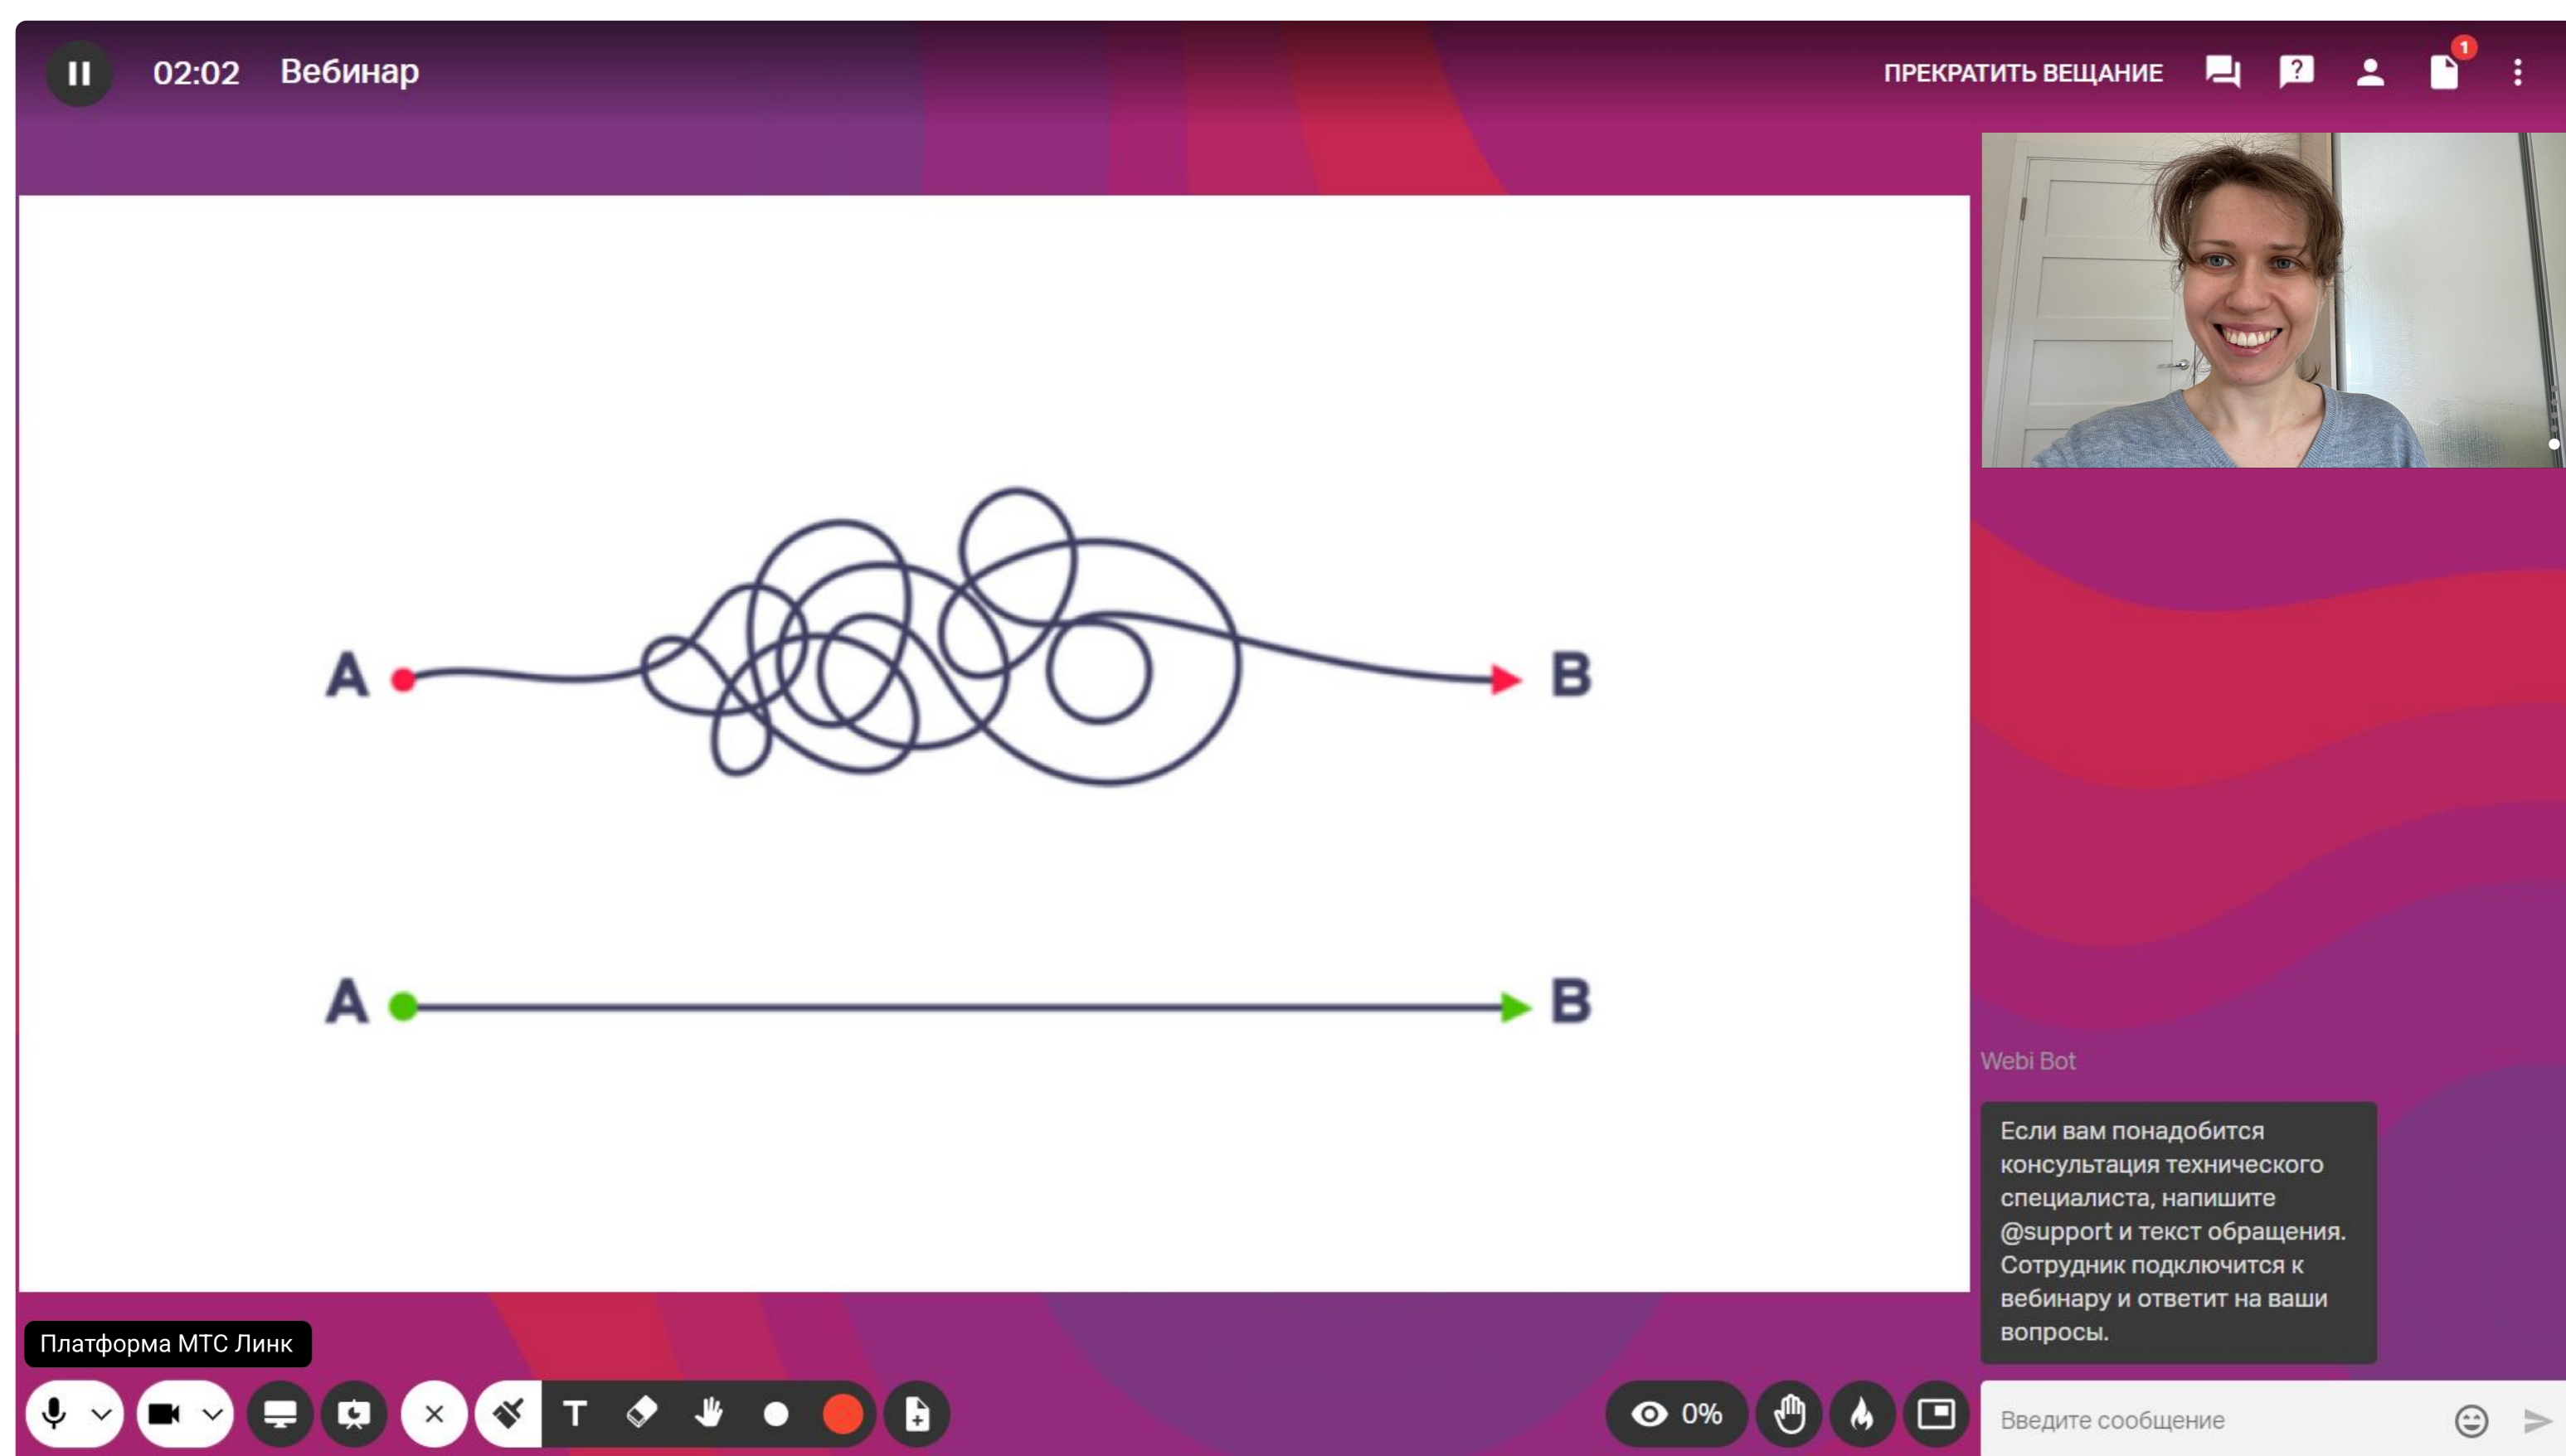 02:02 Вебинар
ПРЕКРАТИТЬ ВЕЩАНИЕ
1
A B
A B
Webi Bot
Если вам понадобится
консультация технического
специалиста, напишите
@support и текст обращения.
Сотрудник подключится к
вебинару и ответит на ваши
вопросы.
Платформа МТС Линк
T
0%
Введите сообщение